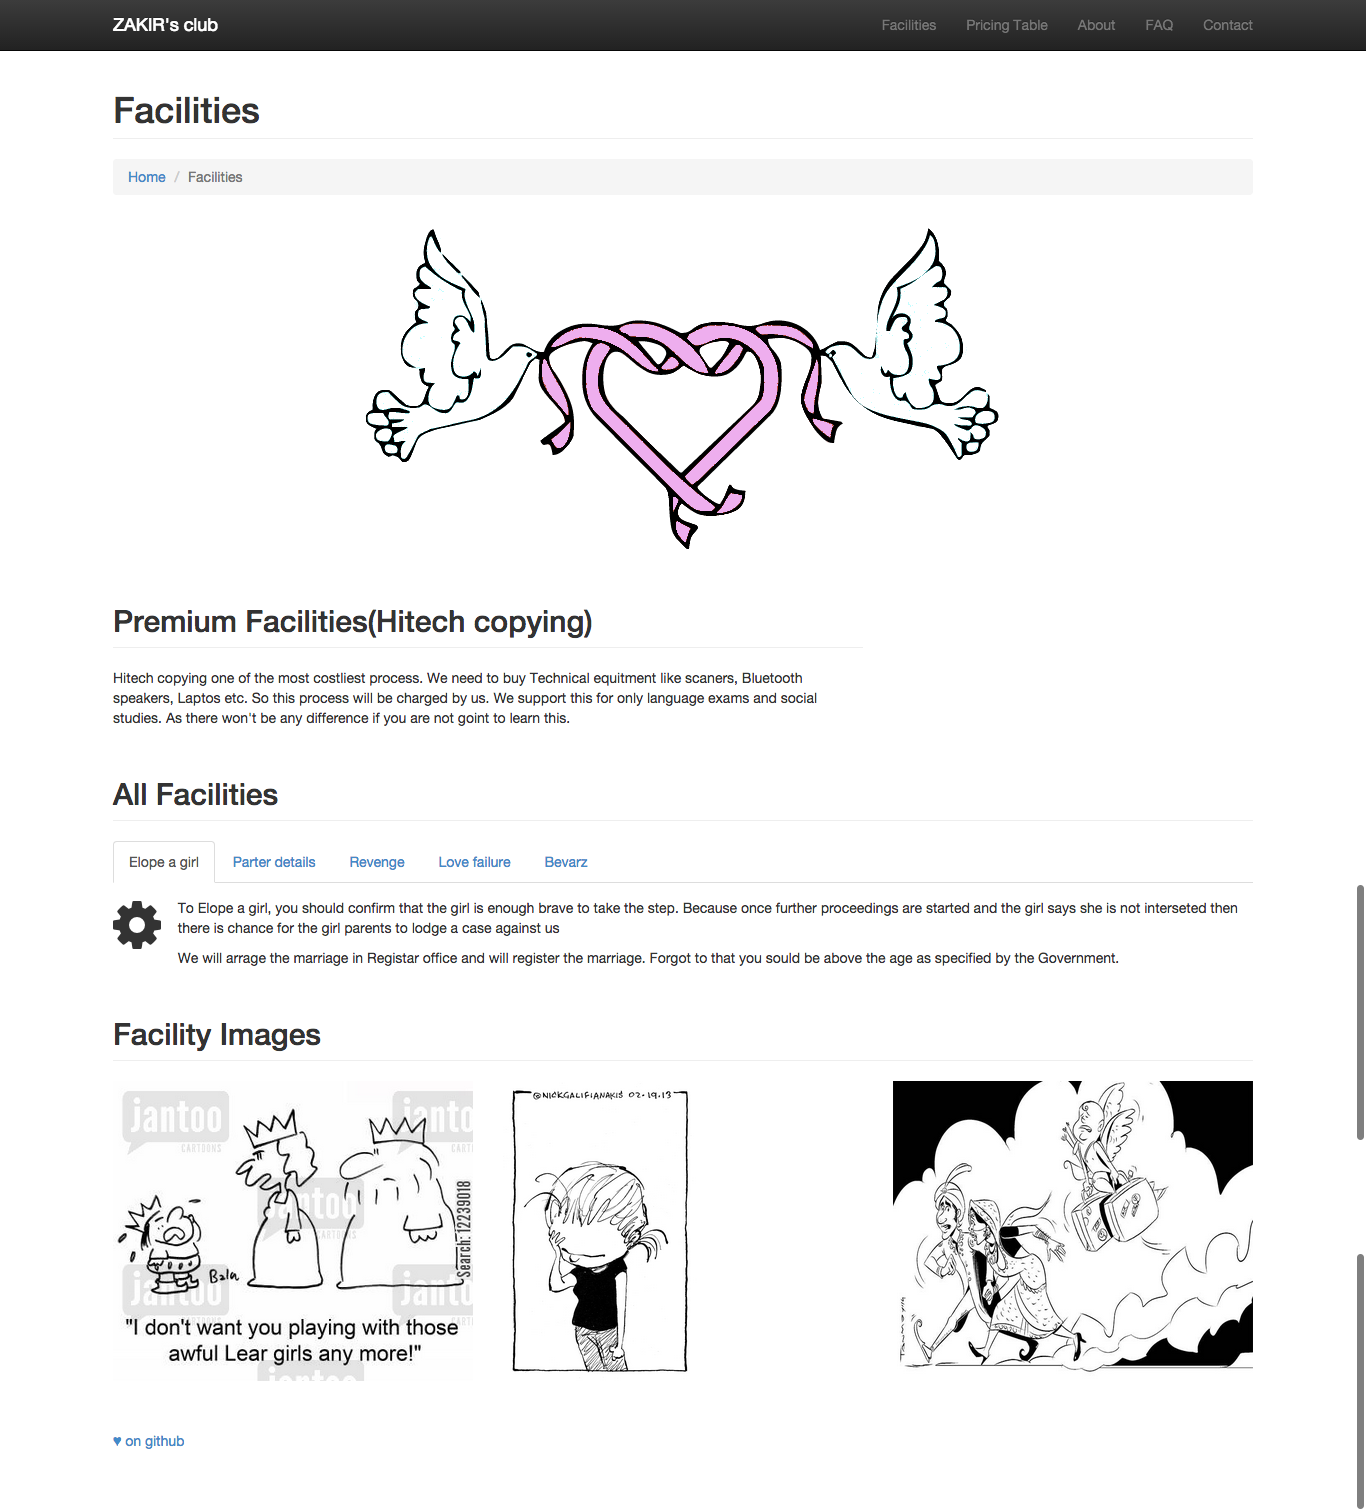 ZAKIR's club
Facilities
Pricing Table
About
FAQ
Contact
Facilities
Home / Facilities
Premium Facilities(Hitech copying)
Hitech copying one of the most costliest process. We need to buy Technical equitment like scaners, Bluetooth
speakers, Laptos etc. So this process will be charged by us. We support this for only language exams and social
studies. As there won't be any difference if you are not goint to learn this.
All Facilities
Elope a girl
Parter details
Revenge
Love failure
Bevarz
To Elope a girl, you should confirm that the girl is enough brave to take the step. Because once further proceedings are started and the girl says she is not interseted then
there is chance for the girl parents to lodge a case against us
We will arrage the marriage in Registar office and will register the marriage. Forgot to that you sould be above the age as specified by the Government.
Facility Images
jantoo
CARTOONS
Bala
Search: 12239018
"I don't want you playing with those
awful Lear girls any more!"
@NICKGALIFIANAKIS 02.19.13
♥ on github